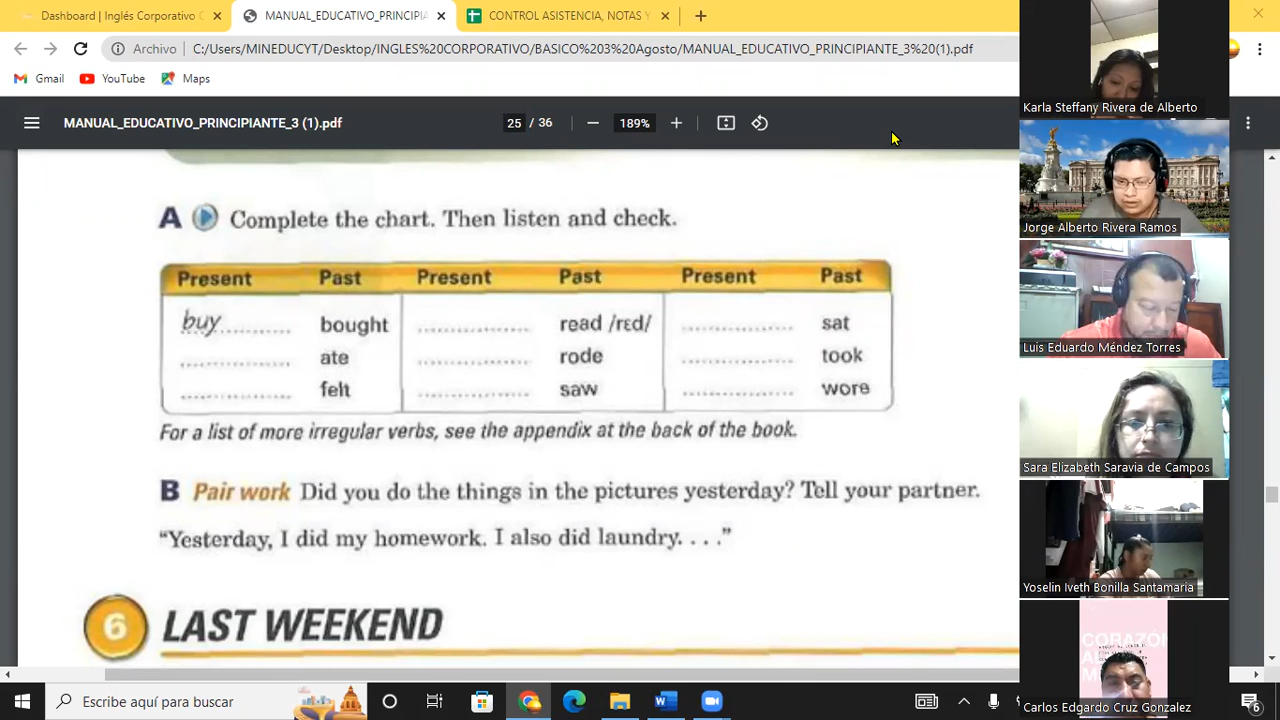 Dashboard | Inglés Corporativo C
MANUAL_EDUCATIVO_PRINCIPIA
CONTROL ASISTENCIA, NOTAS Y
Archivo
C:/Users/MINEDUCYT/Desktop/INGLES%20CORPORATIVO/BASICO%203%20Agosto/MANUAL_EDUCATIVO_PRINCIPIANTE_3%20(1).pdf
Gmail YouTube Maps
MANUAL_EDUCATIVO_PRINCIPIANTE_3 (1).pdf
25 / 36
189%
A Complete the chart. Then listen and check.
Present Past Present Past Present Past
buy bought read /rɛd/ sat
ate rode took
felt saw wore
For a list of more irregular verbs, see the appendix at the back of the book.
B Pair work Did you do the things in the pictures yesterday? Tell your partner.
“Yesterday, I did my homework. I also did laundry. . . .”
6 LAST WEEKEND
Karla Steffany Rivera de Alberto
Jorge Alberto Rivera Ramos
Luis Eduardo Méndez Torres
Sara Elizabeth Saravia de Campos
Yoselin Iveth Bonilla Santamaria
CORAZÓN
Carlos Edgardo Cruz Gonzalez
Escribe aquí para buscar
6